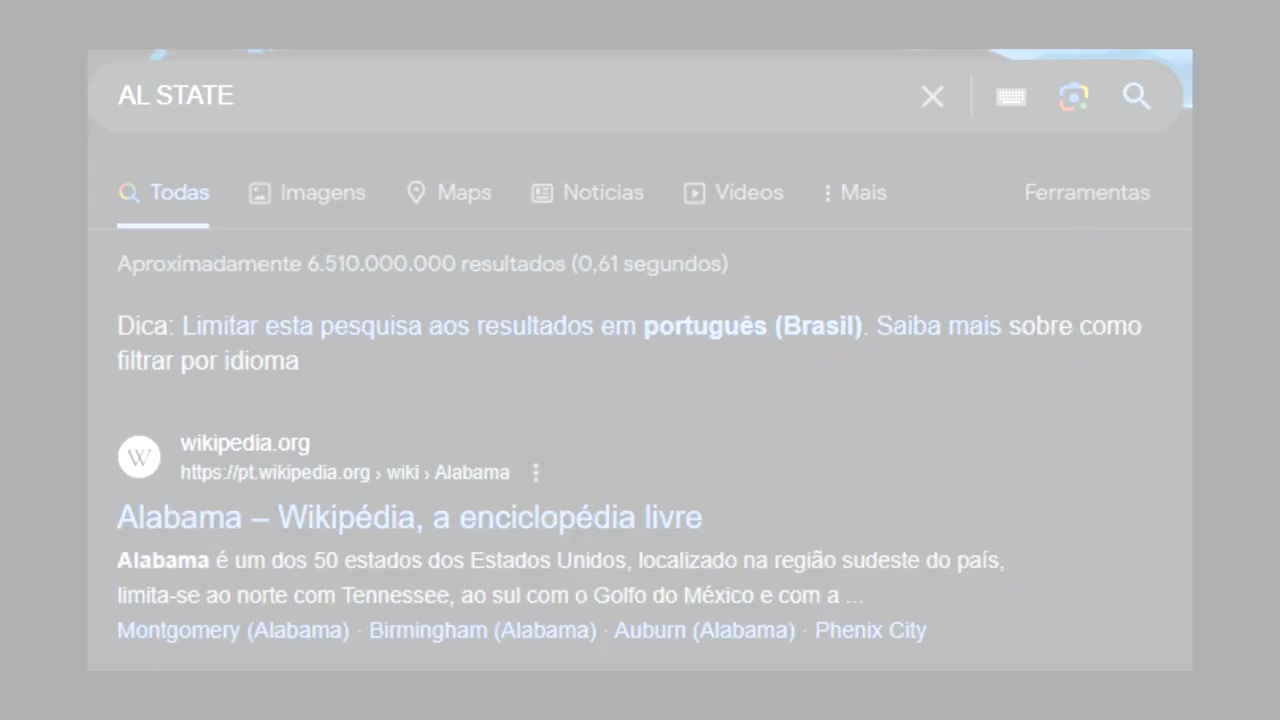 AL STATE
Todas Imagens Maps Notícias Vídeos Mais Ferramentas
Aproximadamente 6.510.000.000 resultados (0,61 segundos)
Dica: Limitar esta pesquisa aos resultados em português (Brasil). Saiba mais sobre como
filtrar por idioma
W wikipedia.org
https://pt.wikipedia.org › wiki › Alabama
Alabama – Wikipédia, a enciclopédia livre
Alabama é um dos 50 estados dos Estados Unidos, localizado na região sudeste do país,
limita-se ao norte com Tennessee, ao sul com o Golfo do México e com a ...
Montgomery (Alabama) · Birmingham (Alabama) · Auburn (Alabama) · Phenix City